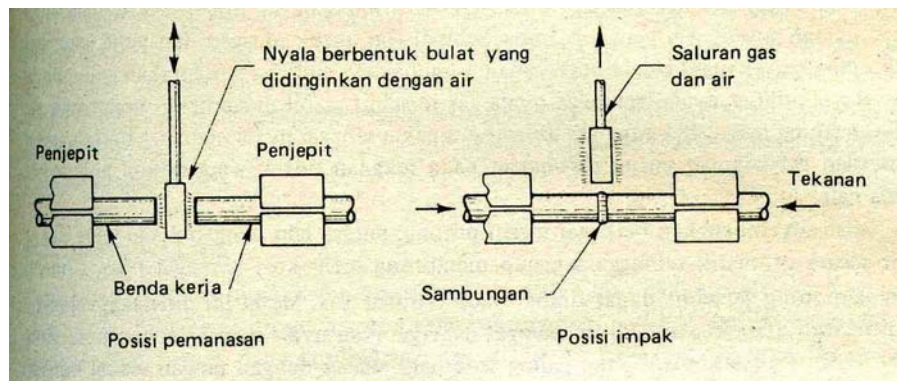 Nyala berbentuk bulat yang
didinginkan dengan air
Saluran gas
dan air
Penjepit
Penjepit
Tekanan
Benda kerja
Sambungan
Posisi pemanasan
Posisi impak